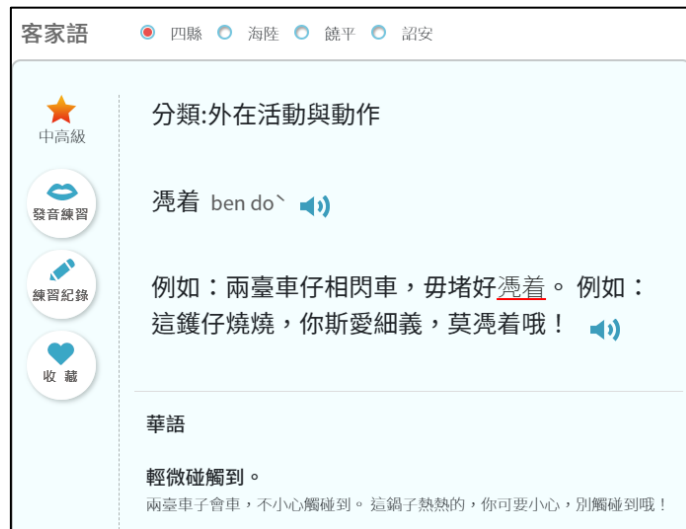 客家語 四縣 海陸 饒平 詔安
中高級
分類:外在活動與動作
發音練習
憑着 ben doˋ
練習紀錄
例如：兩臺車仔相閃車，毋堵好憑着。 例如：
這鑊仔燒燒，你斯愛細義，莫憑着哦！
收 藏
華語
輕微碰觸到。
兩臺車子會車，不小心觸碰到。 這鍋子熱熱的，你可要小心，別觸碰到哦！